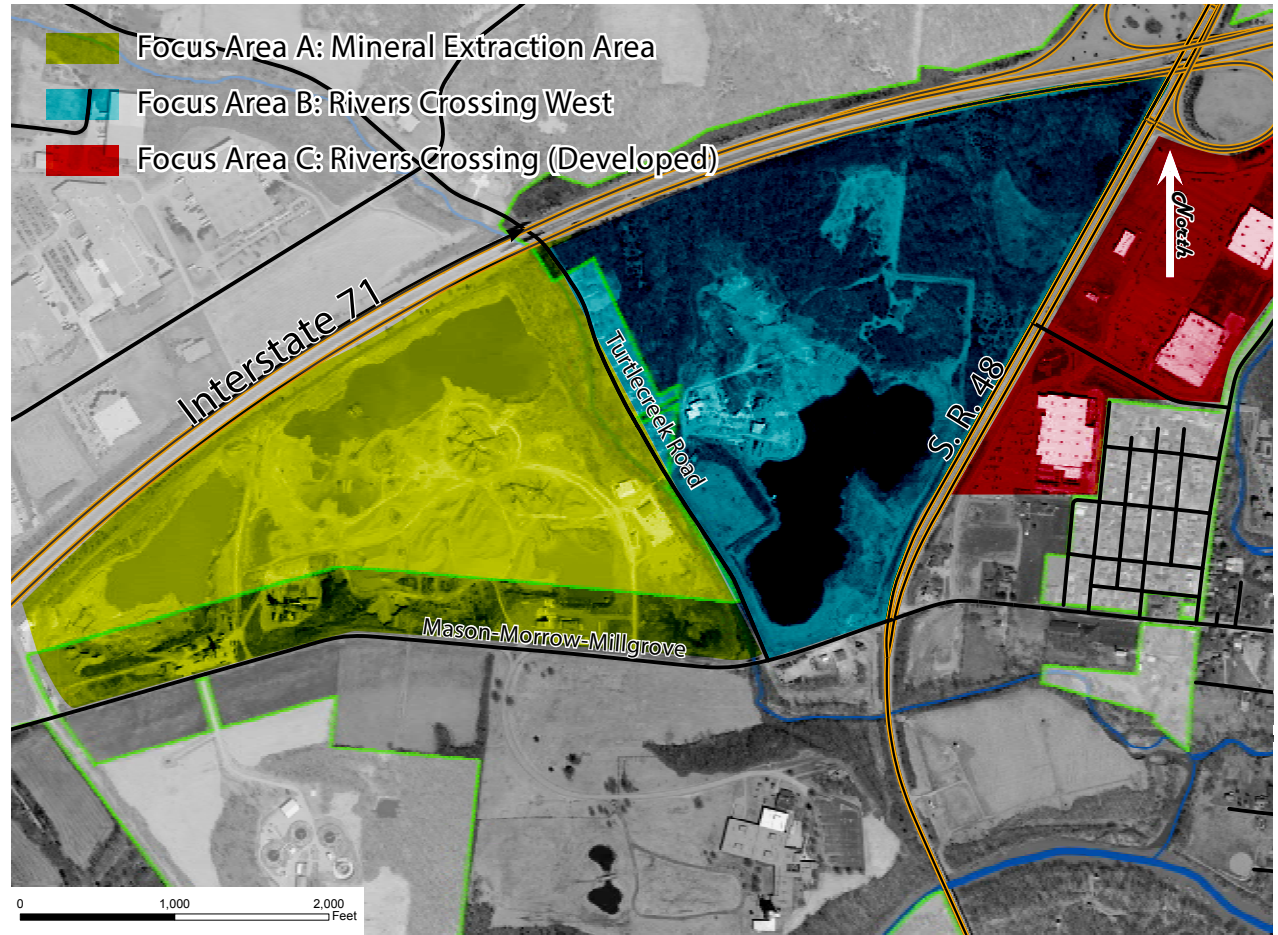 Focus Area A: Mineral Extraction Area
Focus Area B: Rivers Crossing West
Focus Area C: Rivers Crossing (Developed)
North
Interstate 71
Turtlecreek Road
S. R. 48
Mason-Morrow-Millgrove
0 1,000 2,000
Feet